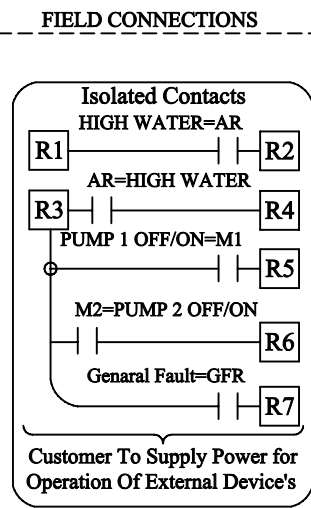 FIELD CONNECTIONS
Isolated Contacts
HIGH WATER=AR
R1 R2
AR=HIGH WATER
R3 R4
PUMP 1 OFF/ON=M1
R5
M2=PUMP 2 OFF/ON
R6
Genaral Fault=GFR
R7
Customer To Supply Power for
Operation Of External Device's